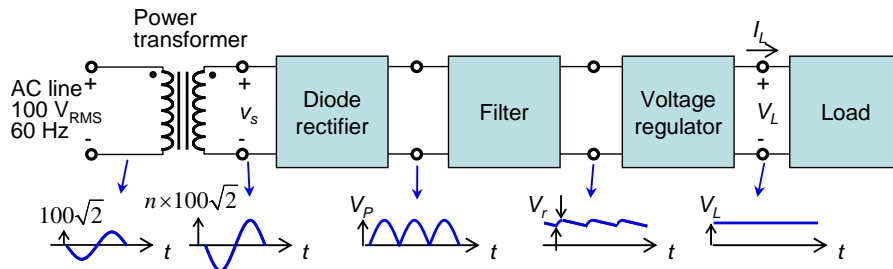 Power
transformer
AC line
100 V_RMS
60 Hz
+
-
+
v_s
-
Diode
rectifier
Filter
Voltage
regulator
I_L
+
V_L
-
Load
100√2
t
n×100√2
t
V_P
t
V_r
t
V_L
t